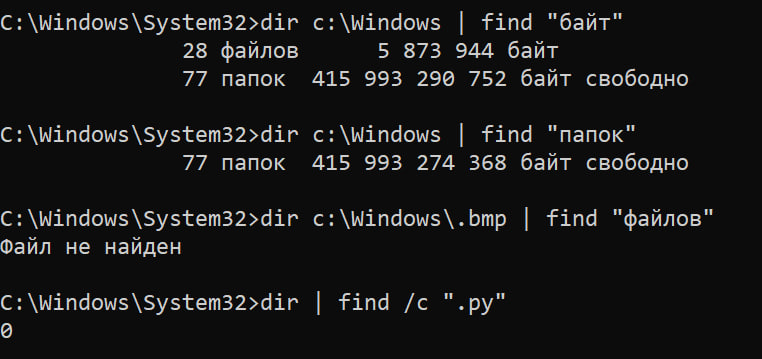 C:\Windows\System32>dir c:\Windows | find "байт"
28 файлов 5 873 944 байт
77 папок 415 993 290 752 байт свободно
C:\Windows\System32>dir c:\Windows | find "папок"
77 папок 415 993 274 368 байт свободно
C:\Windows\System32>dir c:\Windows\.bmp | find "файлов"
Файл не найден
C:\Windows\System32>dir | find /c ".py"
0